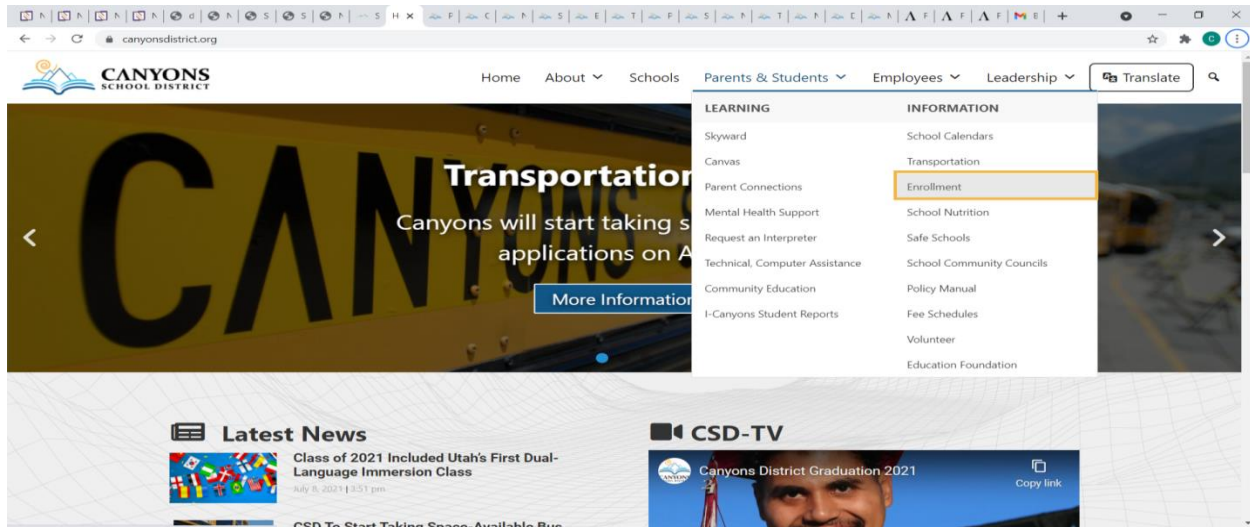 canyonsdistrict.org
CANYONS
SCHOOL DISTRICT
Home About Schools Parents & Students Employees Leadership Translate
LEARNING
Skyward
Canvas
Parent Connections
Mental Health Support
Request an Interpreter
Technical, Computer Assistance
Community Education
I-Canyons Student Reports
INFORMATION
School Calendars
Transportation
Enrollment
School Nutrition
Safe Schools
School Community Councils
Policy Manual
Fee Schedules
Volunteer
Education Foundation
CANYONS
Transportation
Canyons will start taking s
applications on A
More Information
Latest News
Class of 2021 Included Utah's First Dual-
Language Immersion Class
July 8, 2021 | 3:51 pm
CSD To Start Taking Space-Available Bus
CSD-TV
Canyons District Graduation 2021
Copy link